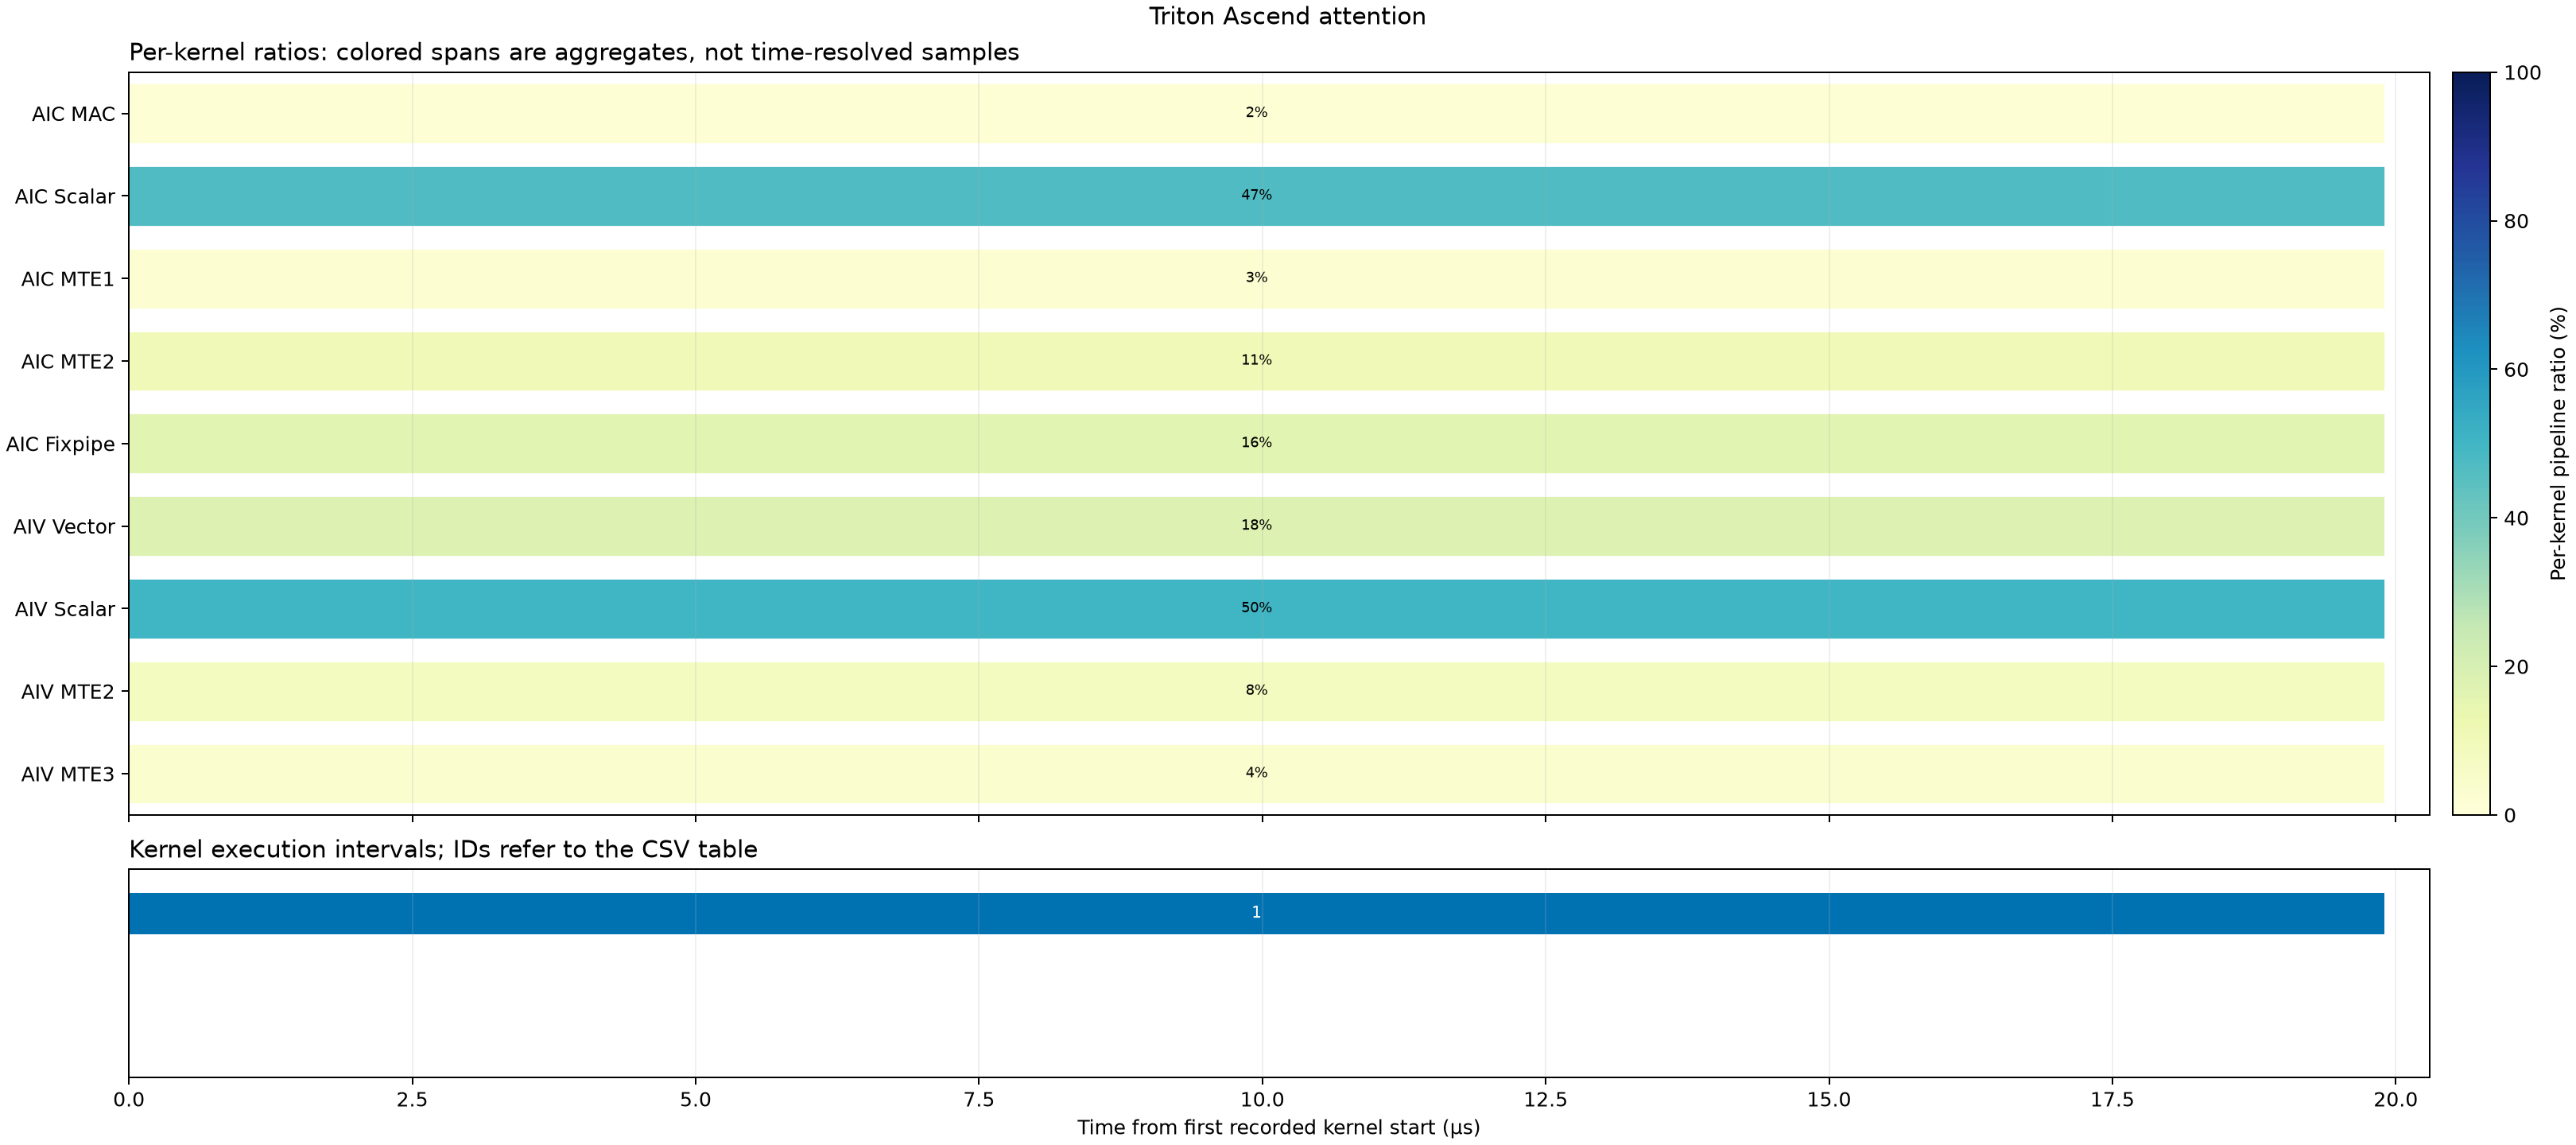 Triton Ascend attention
Per-kernel ratios: colored spans are aggregates, not time-resolved samples
AIC MAC
2%
AIC Scalar
47%
AIC MTE1
3%
AIC MTE2
11%
AIC Fixpipe
16%
AIV Vector
18%
AIV Scalar
50%
AIV MTE2
8%
AIV MTE3
4%
100
80
60
40
20
0
Per-kernel pipeline ratio (%)
Kernel execution intervals; IDs refer to the CSV table
1
0.0 2.5 5.0 7.5 10.0 12.5 15.0 17.5 20.0
Time from first recorded kernel start (µs)